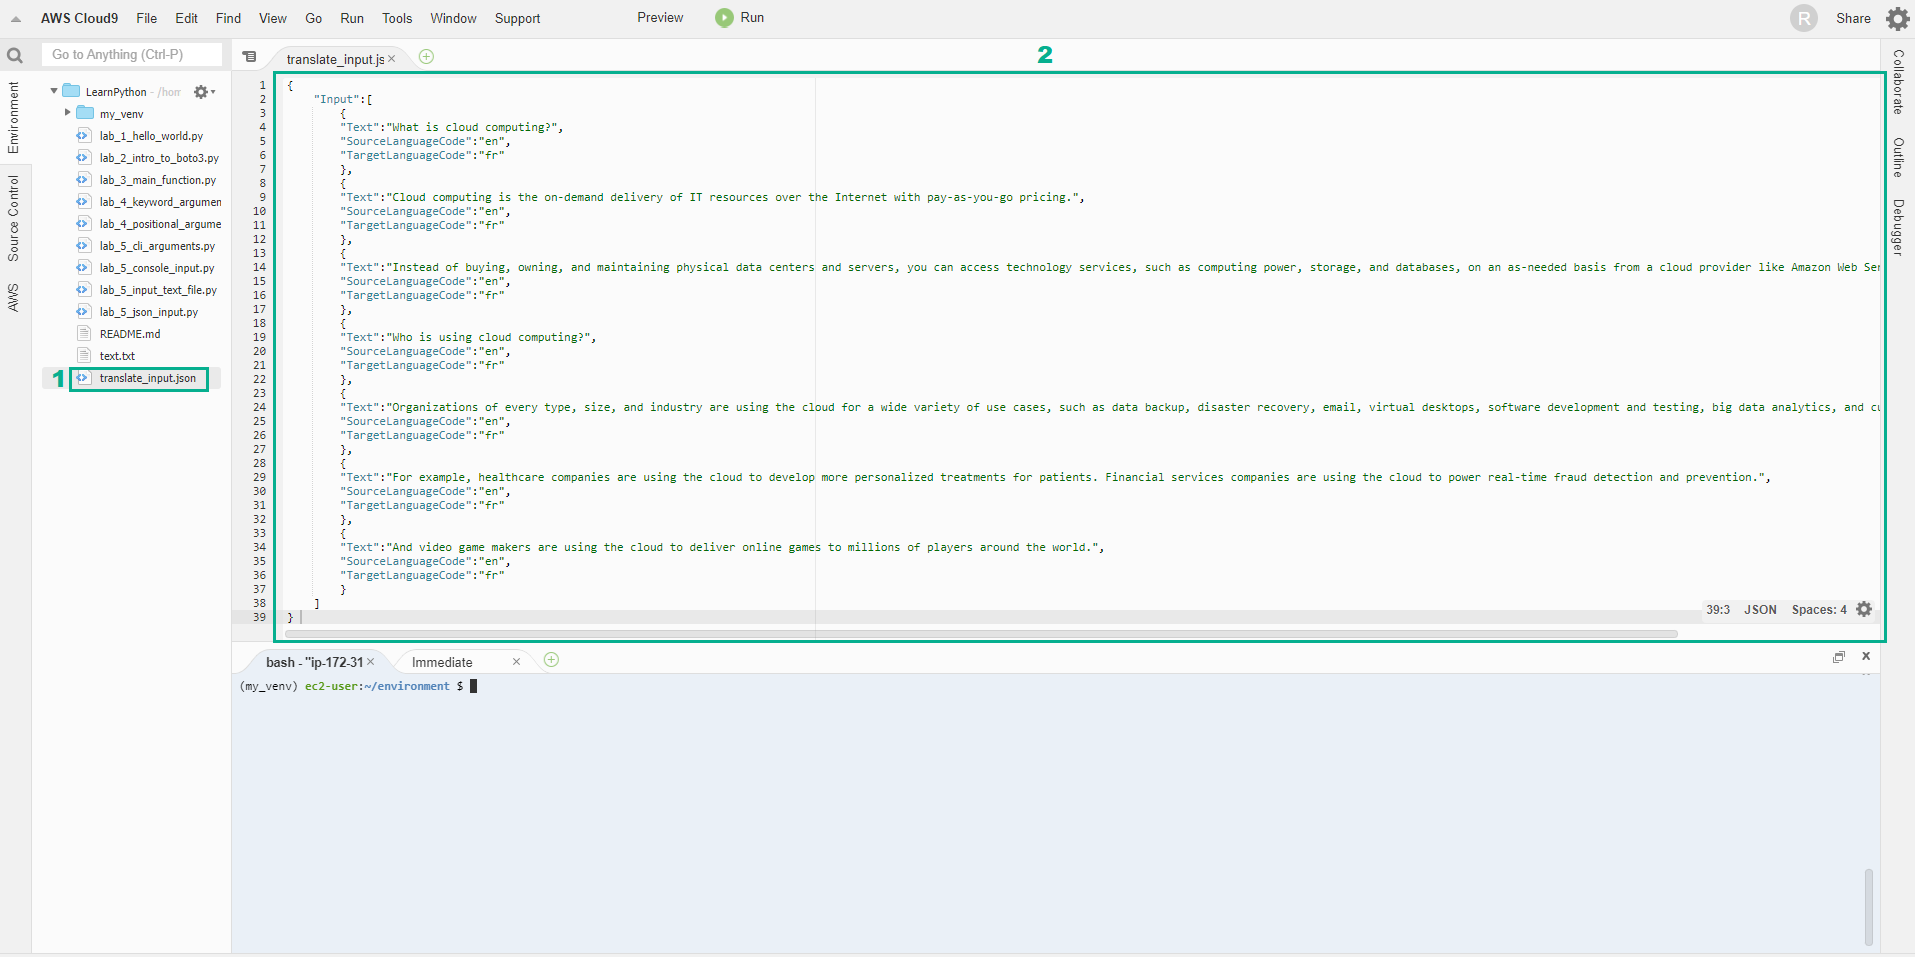 AWS Cloud9 File Edit Find View Go Run Tools Window Support Preview Run R Share
Go to Anything (Ctrl-P)
translate_input.js
2
Environment
Source Control
AWS
LearnPython - /hom
my_venv
lab_1_hello_world.py
lab_2_intro_to_boto3.py
lab_3_main_function.py
lab_4_keyword_argumen
lab_4_positional_argume
lab_5_cli_arguments.py
lab_5_console_input.py
lab_5_input_text_file.py
lab_5_json_input.py
README.md
text.txt
1 translate_input.json
1 {
2 "Input":[
3 {
4 "Text":"What is cloud computing?",
5 "SourceLanguageCode":"en",
6 "TargetLanguageCode":"fr"
7 },
8 {
9 "Text":"Cloud computing is the on-demand delivery of IT resources over the Internet with pay-as-you-go pricing.",
10 "SourceLanguageCode":"en",
11 "TargetLanguageCode":"fr"
12 },
13 {
14 "Text":"Instead of buying, owning, and maintaining physical data centers and servers, you can access technology services, such as computing power, storage, and databases, on an as-needed basis from a cloud provider like Amazon Web Ser
15 "SourceLanguageCode":"en",
16 "TargetLanguageCode":"fr"
17 },
18 {
19 "Text":"Who is using cloud computing?",
20 "SourceLanguageCode":"en",
21 "TargetLanguageCode":"fr"
22 },
23 {
24 "Text":"Organizations of every type, size, and industry are using the cloud for a wide variety of use cases, such as data backup, disaster recovery, email, virtual desktops, software development and testing, big data analytics, and cu
25 "SourceLanguageCode":"en",
26 "TargetLanguageCode":"fr"
27 },
28 {
29 "Text":"For example, healthcare companies are using the cloud to develop more personalized treatments for patients. Financial services companies are using the cloud to power real-time fraud detection and prevention.",
30 "SourceLanguageCode":"en",
31 "TargetLanguageCode":"fr"
32 },
33 {
34 "Text":"And video game makers are using the cloud to deliver online games to millions of players around the world.",
35 "SourceLanguageCode":"en",
36 "TargetLanguageCode":"fr"
37 }
38 ]
39 }
39:3 JSON Spaces: 4
Collaborate
Outline
Debugger
bash - "ip-172-31 Immediate
(my_venv) ec2-user:~/environment $